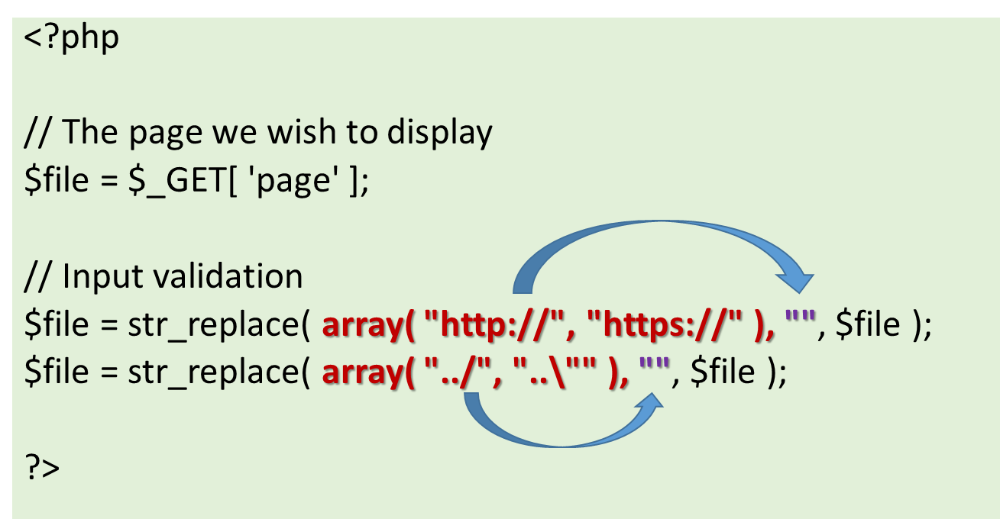 <?php
// The page we wish to display
$file = $_GET[ 'page' ];
// Input validation
$file = str_replace( array( "http://", "https://" ), "", $file );
$file = str_replace( array( "../", "..\"" ), "", $file );
?>